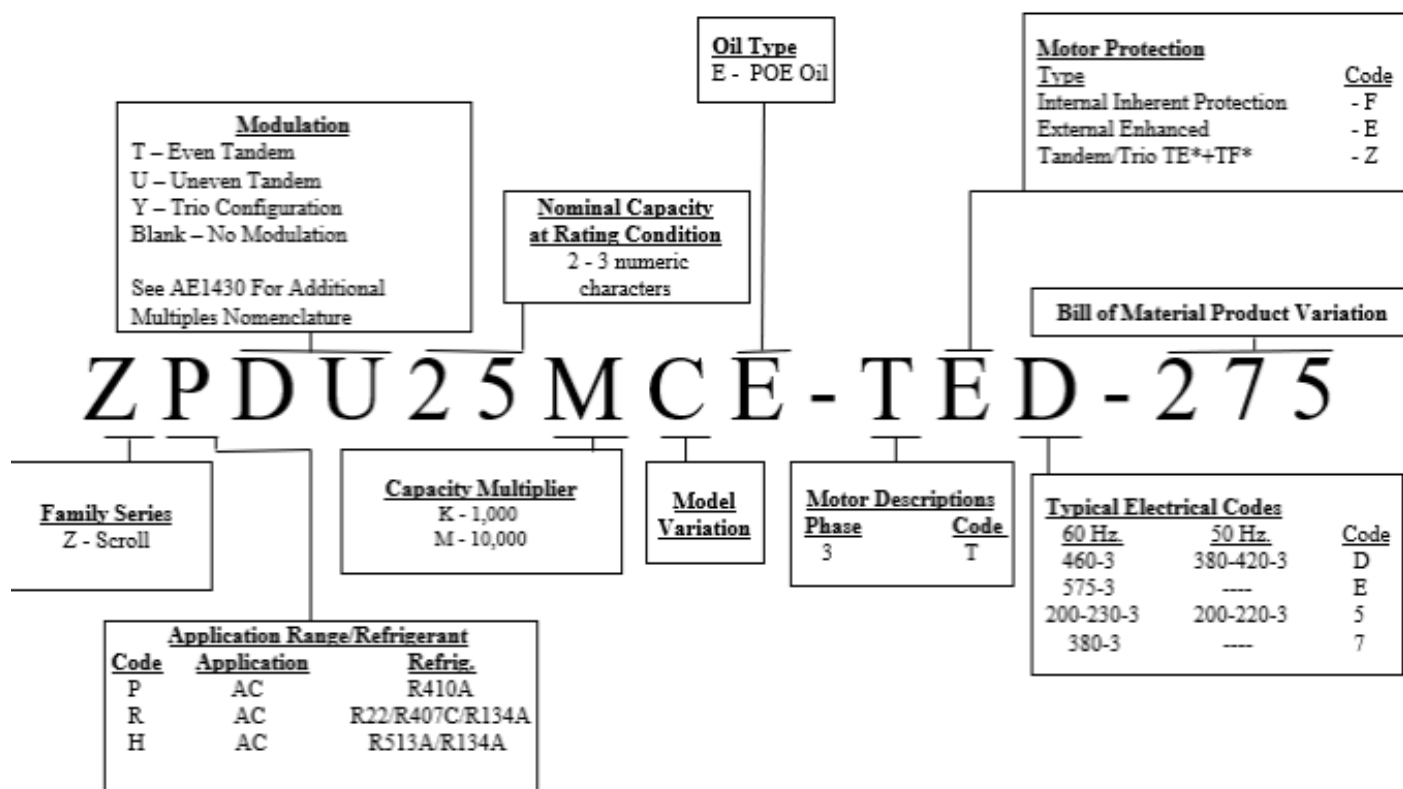 Oil Type
E - POE Oil
Motor Protection
Type Code
Internal Inherent Protection - F
External Enhanced - E
Tandem/Trio TE*+TF* - Z
Modulation
T – Even Tandem
U – Uneven Tandem
Y – Trio Configuration
Blank – No Modulation
See AE1430 For Additional
Multiples Nomenclature
Nominal Capacity
at Rating Condition
2 - 3 numeric
characters
Bill of Material Product Variation
ZPDU25MCE-TED-275
Family Series
Z - Scroll
Capacity Multiplier
K - 1,000
M - 10,000
Model
Variation
Motor Descriptions
Phase Code
3 T
Typical Electrical Codes
60 Hz. 50 Hz. Code
460-3 380-420-3 D
575-3 ---- E
200-230-3 200-220-3 5
380-3 ---- 7
Application Range/Refrigerant
Code Application Refrig.
P AC R410A
R AC R22/R407C/R134A
H AC R513A/R134A